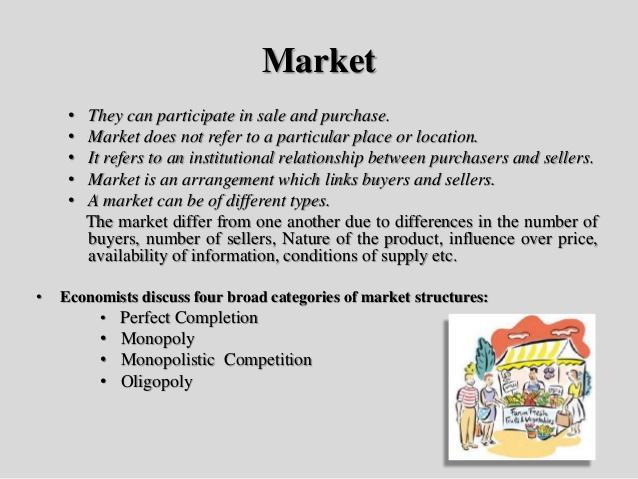 Market
• They can participate in sale and purchase.
• Market does not refer to a particular place or location.
• It refers to an institutional relationship between purchasers and sellers.
• Market is an arrangement which links buyers and sellers.
• A market can be of different types.
The market differ from one another due to differences in the number of
buyers, number of sellers, Nature of the product, influence over price,
availability of information, conditions of supply etc.
• Economists discuss four broad categories of market structures:
• Perfect Completion
• Monopoly
• Monopolistic Competition
• Oligopoly
Farm Fresh
Fruits & Vegetables